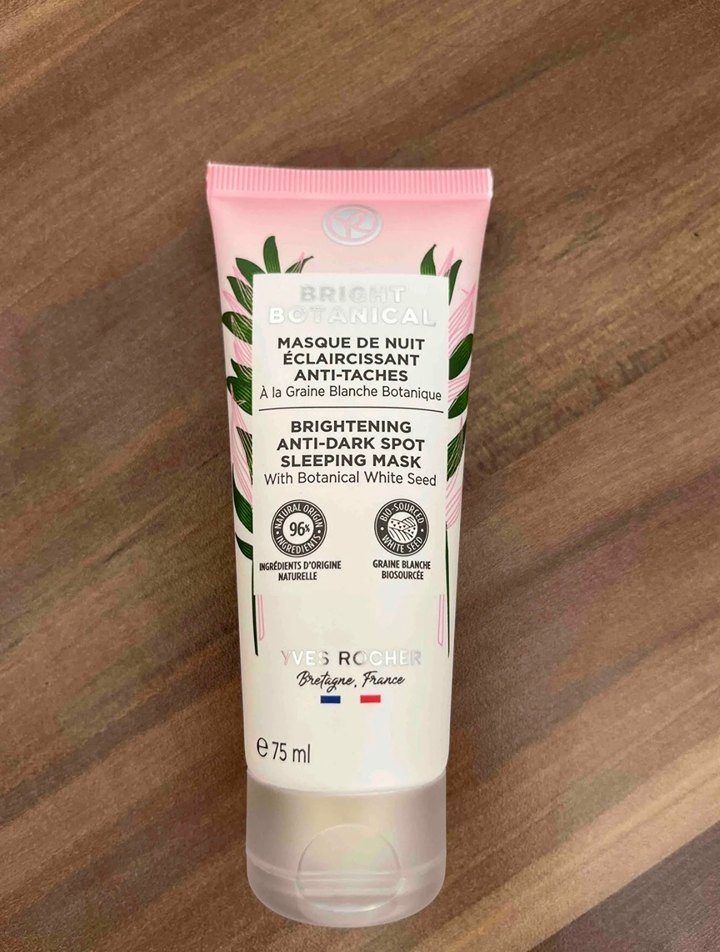 YR
BRIGHT
BOTANICAL
MASQUE DE NUIT
ÉCLAIRCISSANT
ANTI-TACHES
À la Graine Blanche Botanique
BRIGHTENING
ANTI-DARK SPOT
SLEEPING MASK
With Botanical White Seed
NATURAL ORIGIN
96%
INGREDIENTS
INGRÉDIENTS D'ORIGINE
NATURELLE
BIO-SOURCED
WHITE SEED
GRAINE BLANCHE
BIOSOURCÉE
YVES ROCHER
Bretagne, France
e 75 ml